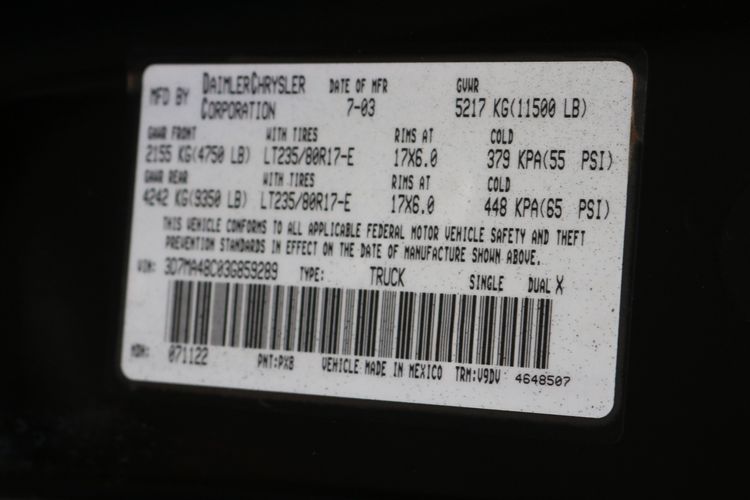 MFD BY DAIMLERCHRYSLER CORPORATION DATE OF MFR 7-03 GVWR 5217 KG(11500 LB)
GAWR FRONT WITH TIRES RIMS AT COLD
2155 KG(4750 LB) LT235/80R17-E 17X6.0 379 KPA(55 PSI)
GAWR REAR WITH TIRES RIMS AT COLD
4242 KG(9350 LB) LT235/80R17-E 17X6.0 448 KPA(65 PSI)
THIS VEHICLE CONFORMS TO ALL APPLICABLE FEDERAL MOTOR VEHICLE SAFETY AND THEFT
PREVENTION STANDARDS IN EFFECT ON THE DATE OF MANUFACTURE SHOWN ABOVE.
VIN: 3D7MA48C03G859289 TYPE: TRUCK SINGLE DUAL X
MDH: 071122 PNT:PXB VEHICLE MADE IN MEXICO TRM:V9DV 4648507